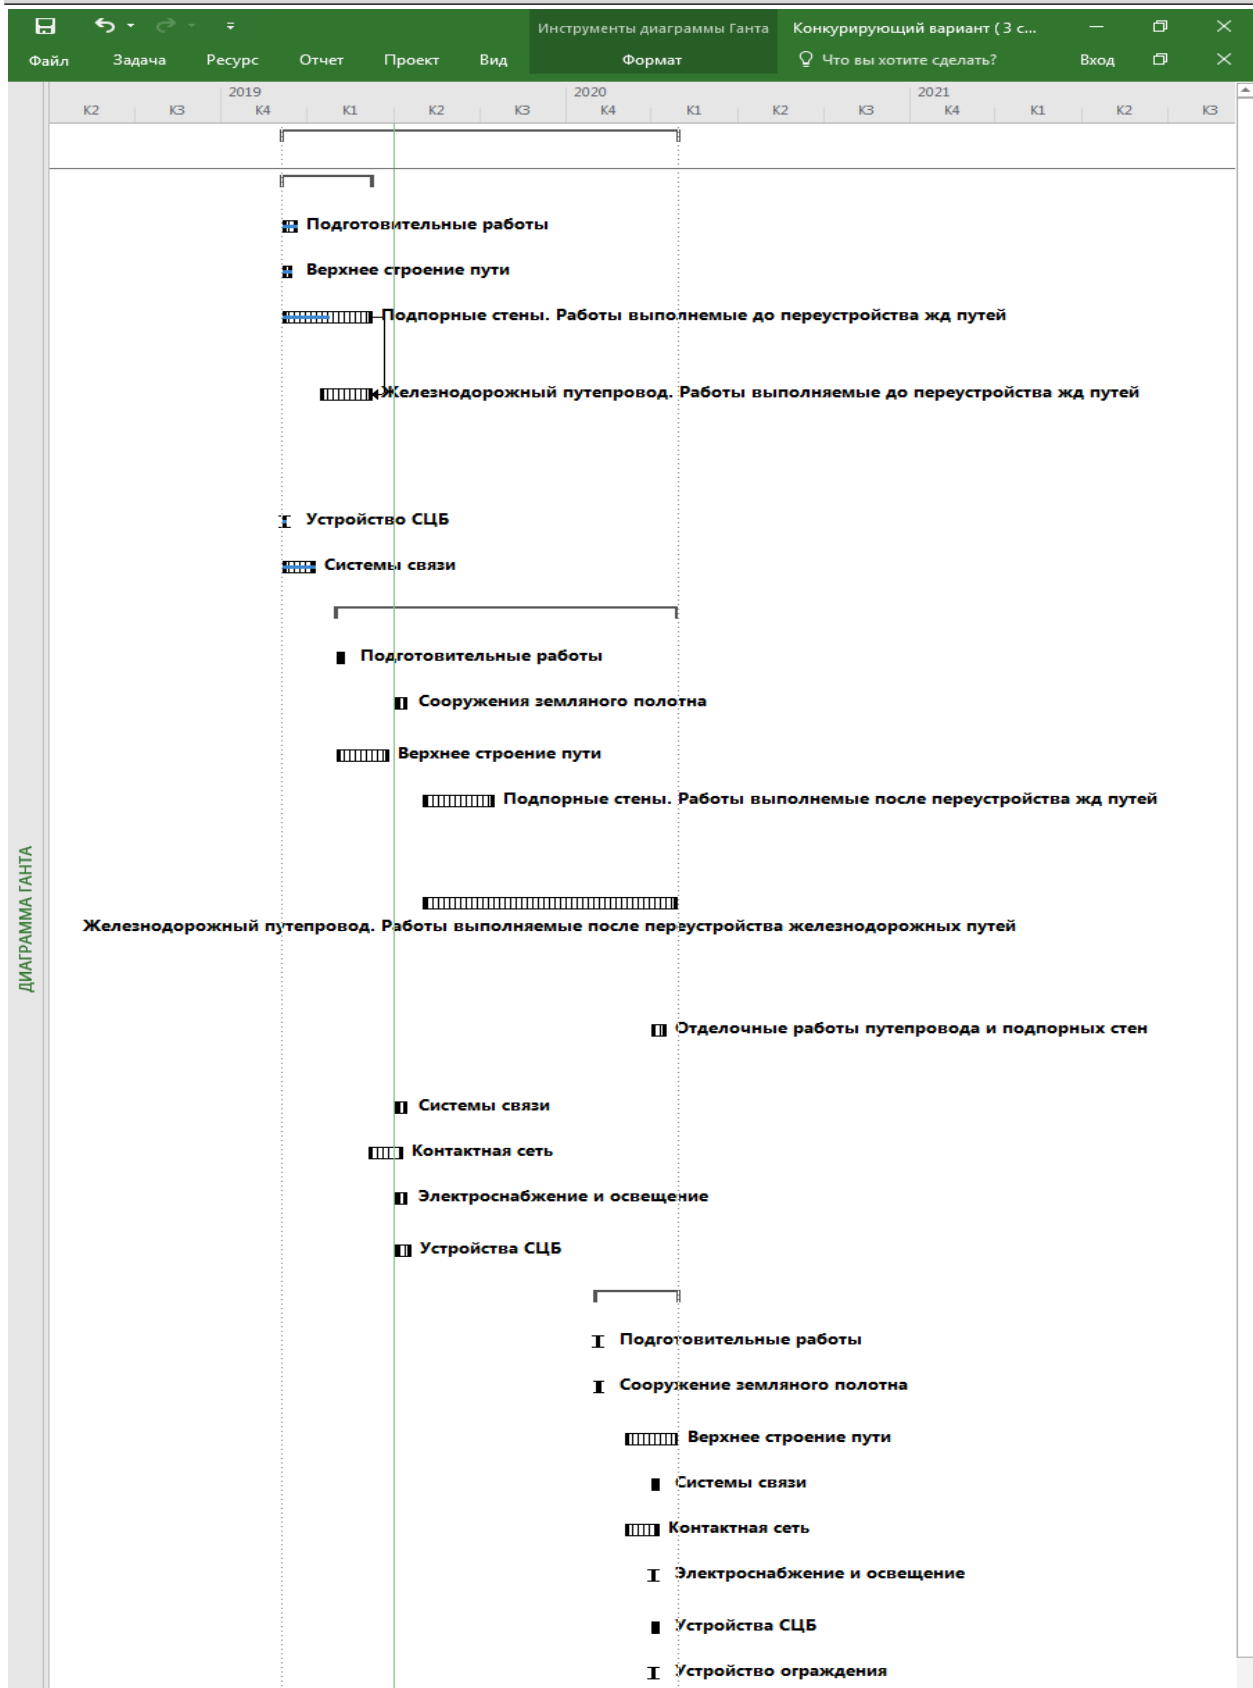 Инструменты диаграммы Ганта
Конкурирующий вариант ( 3 с...
Файл Задача Ресурс Отчет Проект Вид Формат Что вы хотите сделать? Вход
2019 2020 2021
К2 К3 К4 К1 К2 К3 К4 К1 К2 К3 К4 К1 К2 К3
Подготовительные работы
Верхнее строение пути
Подпорные стены. Работы выполнемые до переустройства жд путей
Железнодорожный путепровод. Работы выполняемые до переустройства жд путей
Устройство СЦБ
Системы связи
Подготовительные работы
Сооружения земляного полотна
Верхнее строение пути
Подпорные стены. Работы выполнемые после переустройства жд путей
ДИАГРАММА ГАНТА
Железнодорожный путепровод. Работы выполняемые после переустройства железнодорожных путей
Отделочные работы путепровода и подпорных стен
Системы связи
Контактная сеть
Электроснабжение и освещение
Устройства СЦБ
Подготовительные работы
Сооружение земляного полотна
Верхнее строение пути
Системы связи
Контактная сеть
Электроснабжение и освещение
Устройства СЦБ
Устройство ограждения